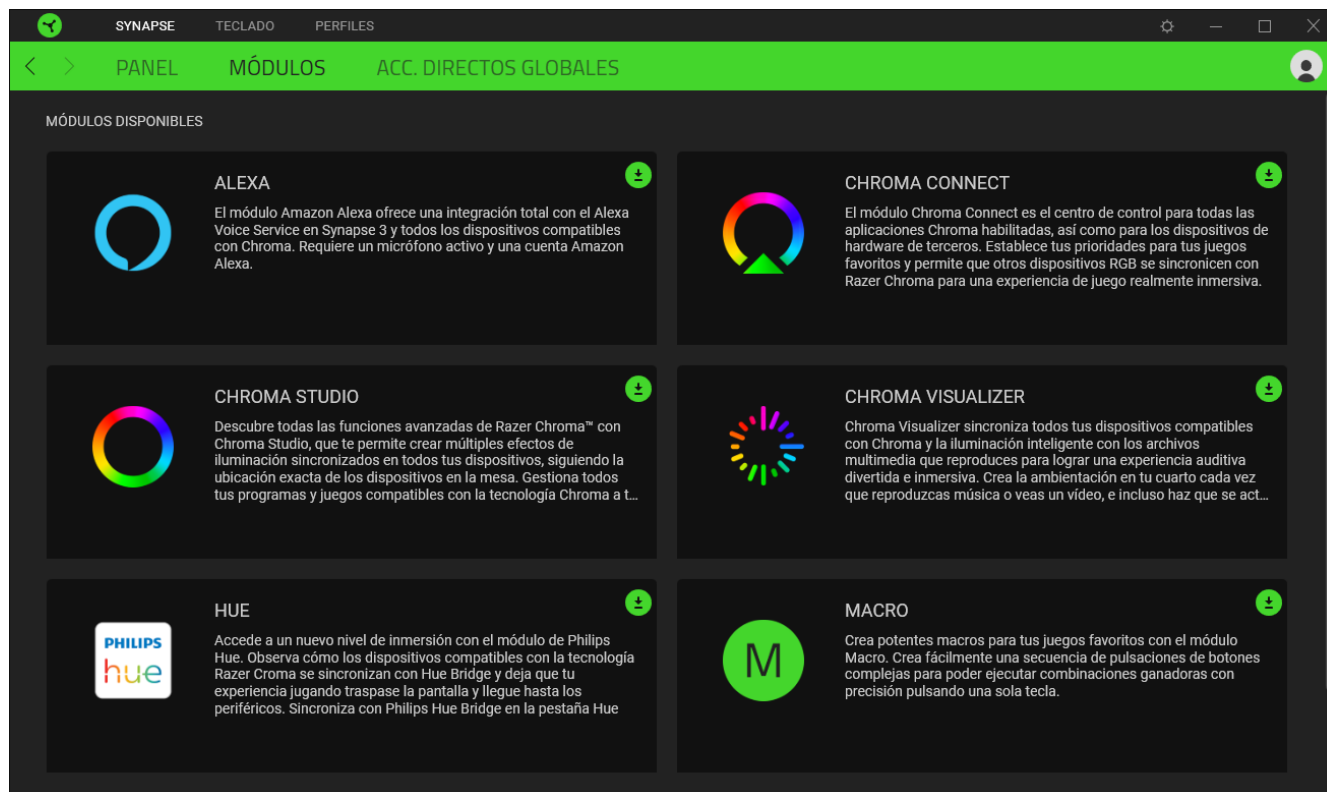 SYNAPSE TECLADO PERFILES
PANEL MÓDULOS ACC. DIRECTOS GLOBALES
MÓDULOS DISPONIBLES
ALEXA
El módulo Amazon Alexa ofrece una integración total con el Alexa
Voice Service en Synapse 3 y todos los dispositivos compatibles
con Chroma. Requiere un micrófono activo y una cuenta Amazon
Alexa.
CHROMA CONNECT
El módulo Chroma Connect es el centro de control para todas las
aplicaciones Chroma habilitadas, así como para los dispositivos de
hardware de terceros. Establece tus prioridades para tus juegos
favoritos y permite que otros dispositivos RGB se sincronicen con
Razer Chroma para una experiencia de juego realmente inmersiva.
CHROMA STUDIO
Descubre todas las funciones avanzadas de Razer Chroma™ con
Chroma Studio, que te permite crear múltiples efectos de
iluminación sincronizados en todos tus dispositivos, siguiendo la
ubicación exacta de los dispositivos en la mesa. Gestiona todos
tus programas y juegos compatibles con la tecnología Chroma a t...
CHROMA VISUALIZER
Chroma Visualizer sincroniza todos tus dispositivos compatibles
con Chroma y la iluminación inteligente con los archivos
multimedia que reproduces para lograr una experiencia auditiva
divertida e inmersiva. Crea la ambientación en tu cuarto cada vez
que reproduzcas música o veas un vídeo, e incluso haz que se act...
PHILIPS
hue
HUE
Accede a un nuevo nivel de inmersión con el módulo de Philips
Hue. Observa cómo los dispositivos compatibles con la tecnología
Razer Croma se sincronizan con Hue Bridge y deja que tu
experiencia jugando traspase la pantalla y llegue hasta los
periféricos. Sincroniza con Philips Hue Bridge en la pestaña Hue
M
MACRO
Crea potentes macros para tus juegos favoritos con el módulo
Macro. Crea fácilmente una secuencia de pulsaciones de botones
complejas para poder ejecutar combinaciones ganadoras con
precisión pulsando una sola tecla.